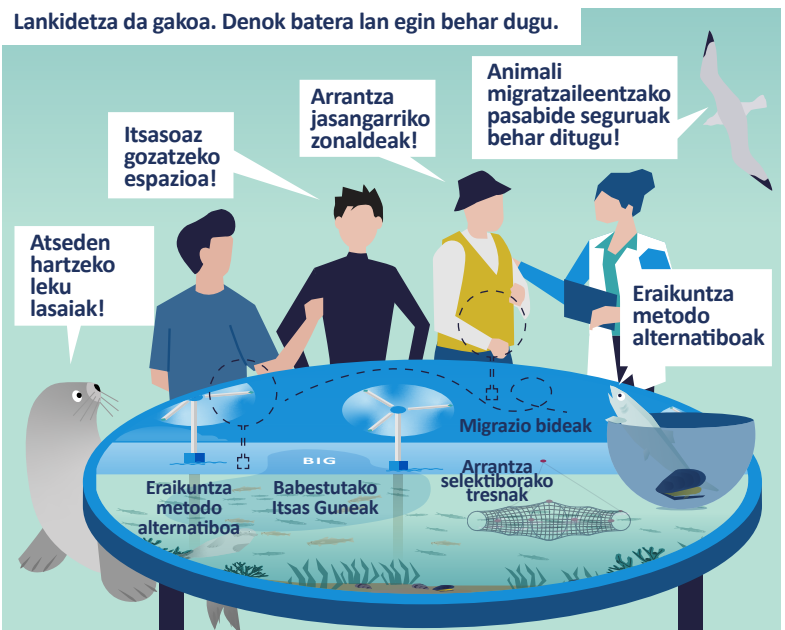 Lankidetza da gakoa. Denok batera lan egin behar dugu.
Animali
migratzaileentzako
pasabide seguruak
behar ditugu!
Arrantza
jasangarriko
zonaldeak!
Itsasoaz
gozatzeko
espazioa!
Atseden
hartzeko
leku
lasaiak!
Eraikuntza
metodo
alternatiboak
Migrazio bideak
BIG
Arrantza
selektiborako
tresnak
Eraikuntza
metodo
alternatiboa
Babestutako
Itsas Guneak